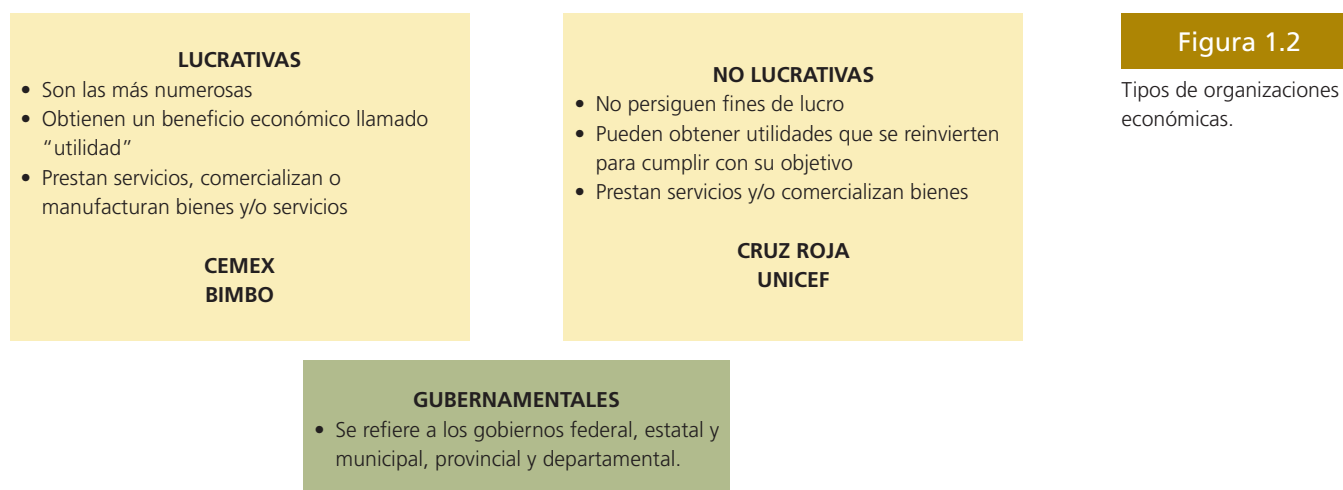 LUCRATIVAS
• Son las más numerosas
• Obtienen un beneficio económico llamado
“utilidad”
• Prestan servicios, comercializan o
manufacturan bienes y/o servicios
CEMEX
BIMBO
NO LUCRATIVAS
• No persiguen fines de lucro
• Pueden obtener utilidades que se reinvierten
para cumplir con su objetivo
• Prestan servicios y/o comercializan bienes
CRUZ ROJA
UNICEF
Figura 1.2
Tipos de organizaciones
económicas.
GUBERNAMENTALES
• Se refiere a los gobiernos federal, estatal y
municipal, provincial y departamental.